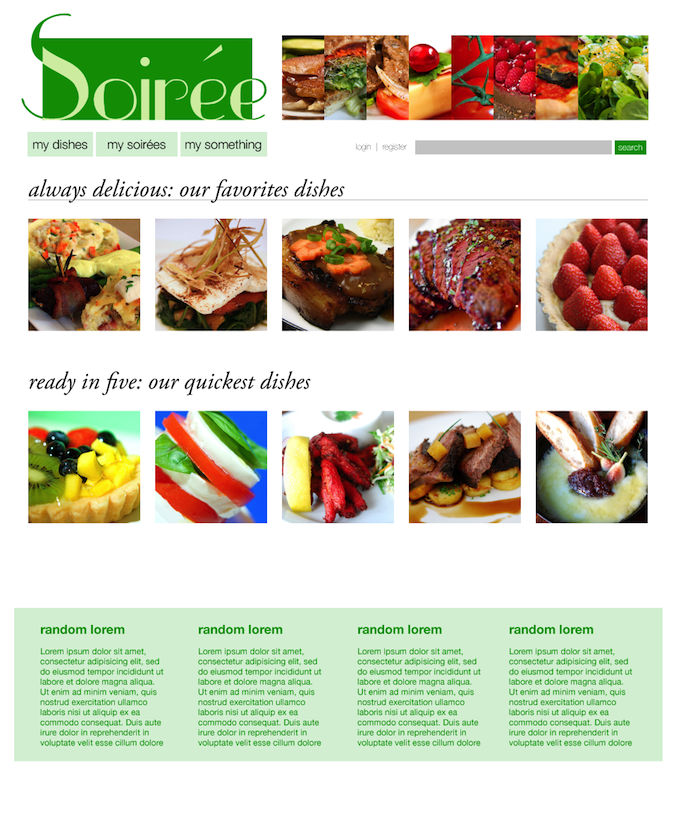 Soirée
my dishes my soirées my something
login | register search
always delicious: our favorites dishes
ready in five: our quickest dishes
random lorem
Lorem ipsum dolor sit amet,
consectetur adipisicing elit, sed
do eiusmod tempor incididunt ut
labore et dolore magna aliqua.
Ut enim ad minim veniam, quis
nostrud exercitation ullamco
laboris nisi ut aliquip ex ea
commodo consequat. Duis aute
irure dolor in reprehenderit in
voluptate velit esse cillum dolore
random lorem
Lorem ipsum dolor sit amet,
consectetur adipisicing elit, sed
do eiusmod tempor incididunt ut
labore et dolore magna aliqua.
Ut enim ad minim veniam, quis
nostrud exercitation ullamco
laboris nisi ut aliquip ex ea
commodo consequat. Duis aute
irure dolor in reprehenderit in
voluptate velit esse cillum dolore
random lorem
Lorem ipsum dolor sit amet,
consectetur adipisicing elit, sed
do eiusmod tempor incididunt ut
labore et dolore magna aliqua.
Ut enim ad minim veniam, quis
nostrud exercitation ullamco
laboris nisi ut aliquip ex ea
commodo consequat. Duis aute
irure dolor in reprehenderit in
voluptate velit esse cillum dolore
random lorem
Lorem ipsum dolor sit amet,
consectetur adipisicing elit, sed
do eiusmod tempor incididunt ut
labore et dolore magna aliqua.
Ut enim ad minim veniam, quis
nostrud exercitation ullamco
laboris nisi ut aliquip ex ea
commodo consequat. Duis aute
irure dolor in reprehenderit in
voluptate velit esse cillum dolore